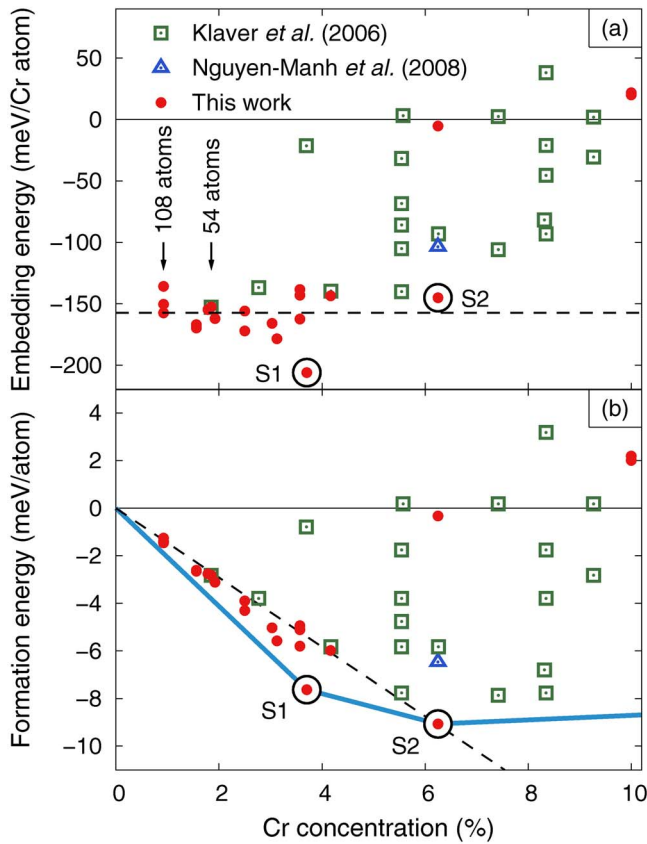 (a)
Klaver et al. (2006)
Nguyen-Manh et al. (2008)
This work
Embedding energy (meV/Cr atom)
50
0
−50
−100
−150
−200
108 atoms
54 atoms
S2
S1
(b)
Formation energy (meV/atom)
4
2
0
−2
−4
−6
−8
−10
S1
S2
0 2 4 6 8 10
Cr concentration (%)